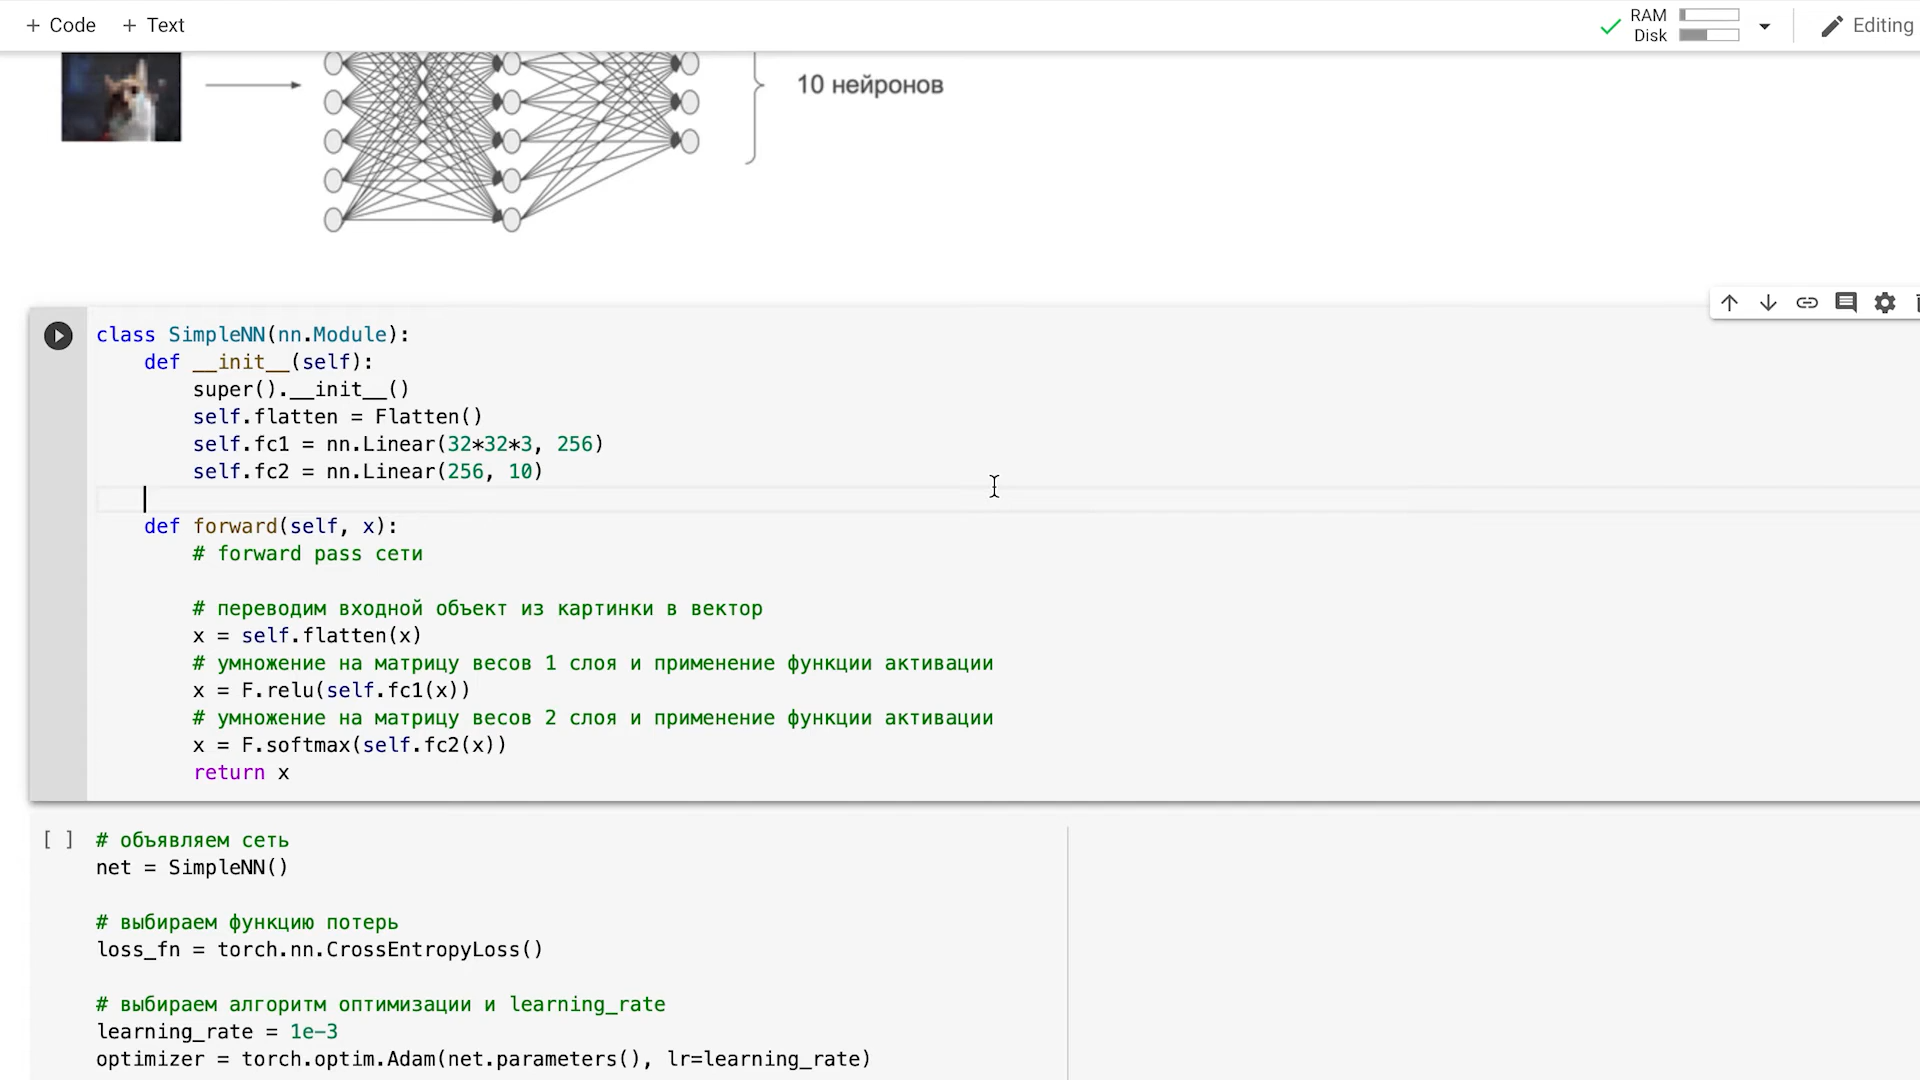 + Code + Text
RAM
Disk
Editing
10 нейронов
class SimpleNN(nn.Module):
    def __init__(self):
        super().__init__()
        self.flatten = Flatten()
        self.fc1 = nn.Linear(32*32*3, 256)
        self.fc2 = nn.Linear(256, 10)
    def forward(self, x):
        # forward pass сети
        # переводим входной объект из картинки в вектор
        x = self.flatten(x)
        # умножение на матрицу весов 1 слоя и применение функции активации
        x = F.relu(self.fc1(x))
        # умножение на матрицу весов 2 слоя и применение функции активации
        x = F.softmax(self.fc2(x))
        return x
[ ] # объявляем сеть
net = SimpleNN()
# выбираем функцию потерь
loss_fn = torch.nn.CrossEntropyLoss()
# выбираем алгоритм оптимизации и learning_rate
learning_rate = 1e-3
optimizer = torch.optim.Adam(net.parameters(), lr=learning_rate)